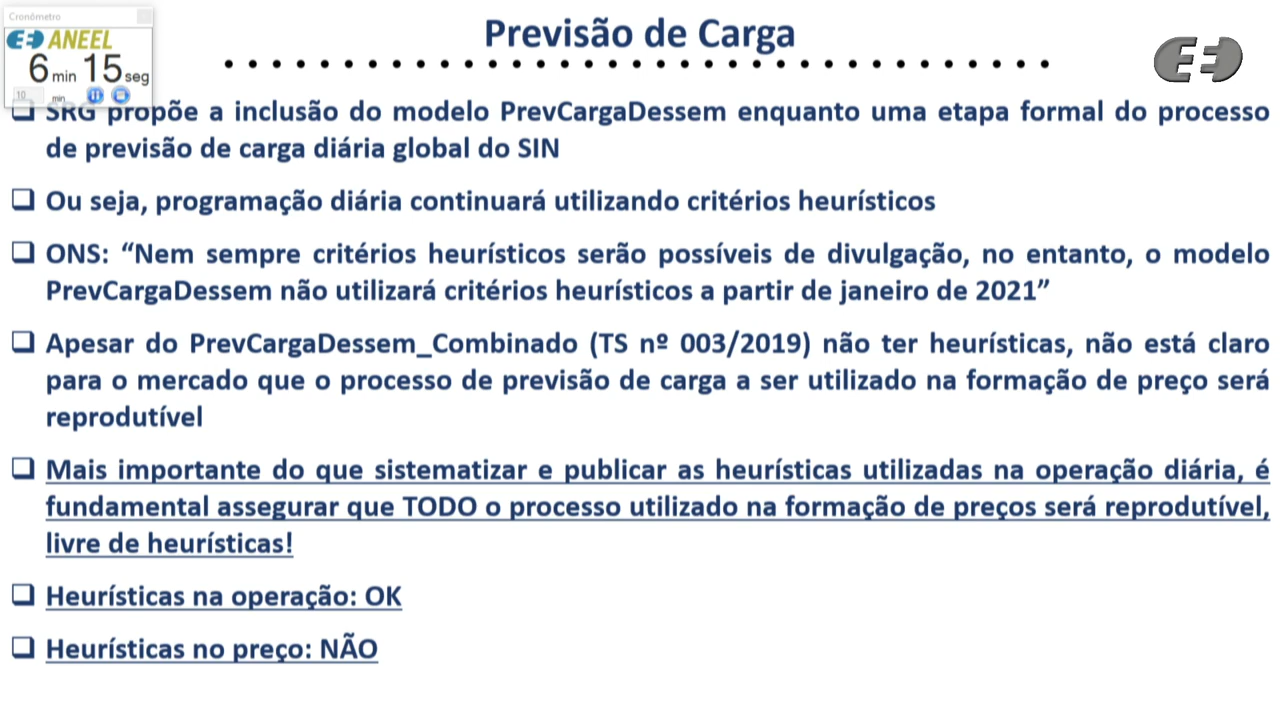 Cronômetro
ANEEL
6 min 15 seg
10 min
Previsão de Carga
SRG propõe a inclusão do modelo PrevCargaDessem enquanto uma etapa formal do processo
de previsão de carga diária global do SIN
Ou seja, programação diária continuará utilizando critérios heurísticos
ONS: “Nem sempre critérios heurísticos serão possíveis de divulgação, no entanto, o modelo
PrevCargaDessem não utilizará critérios heurísticos a partir de janeiro de 2021”
Apesar do PrevCargaDessem_Combinado (TS nº 003/2019) não ter heurísticas, não está claro
para o mercado que o processo de previsão de carga a ser utilizado na formação de preço será
reprodutível
Mais importante do que sistematizar e publicar as heurísticas utilizadas na operação diária, é
fundamental assegurar que TODO o processo utilizado na formação de preços será reprodutível,
livre de heurísticas!
Heurísticas na operação: OK
Heurísticas no preço: NÃO